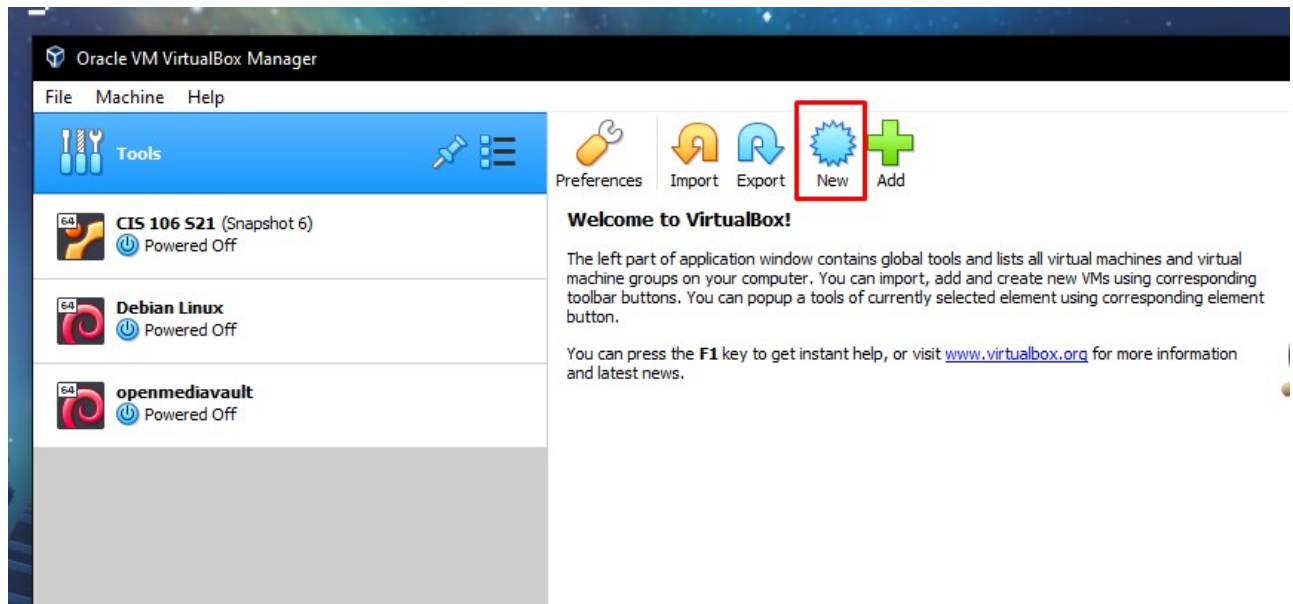 Oracle VM VirtualBox Manager
File Machine Help
Tools
Preferences Import Export New Add
64
CIS 106 S21 (Snapshot 6)
Powered Off
64
Debian Linux
Powered Off
64
openmediavault
Powered Off
Welcome to VirtualBox!
The left part of application window contains global tools and lists all virtual machines and virtual
machine groups on your computer. You can import, add and create new VMs using corresponding
toolbar buttons. You can popup a tools of currently selected element using corresponding element
button.
You can press the F1 key to get instant help, or visit www.virtualbox.org for more information
and latest news.